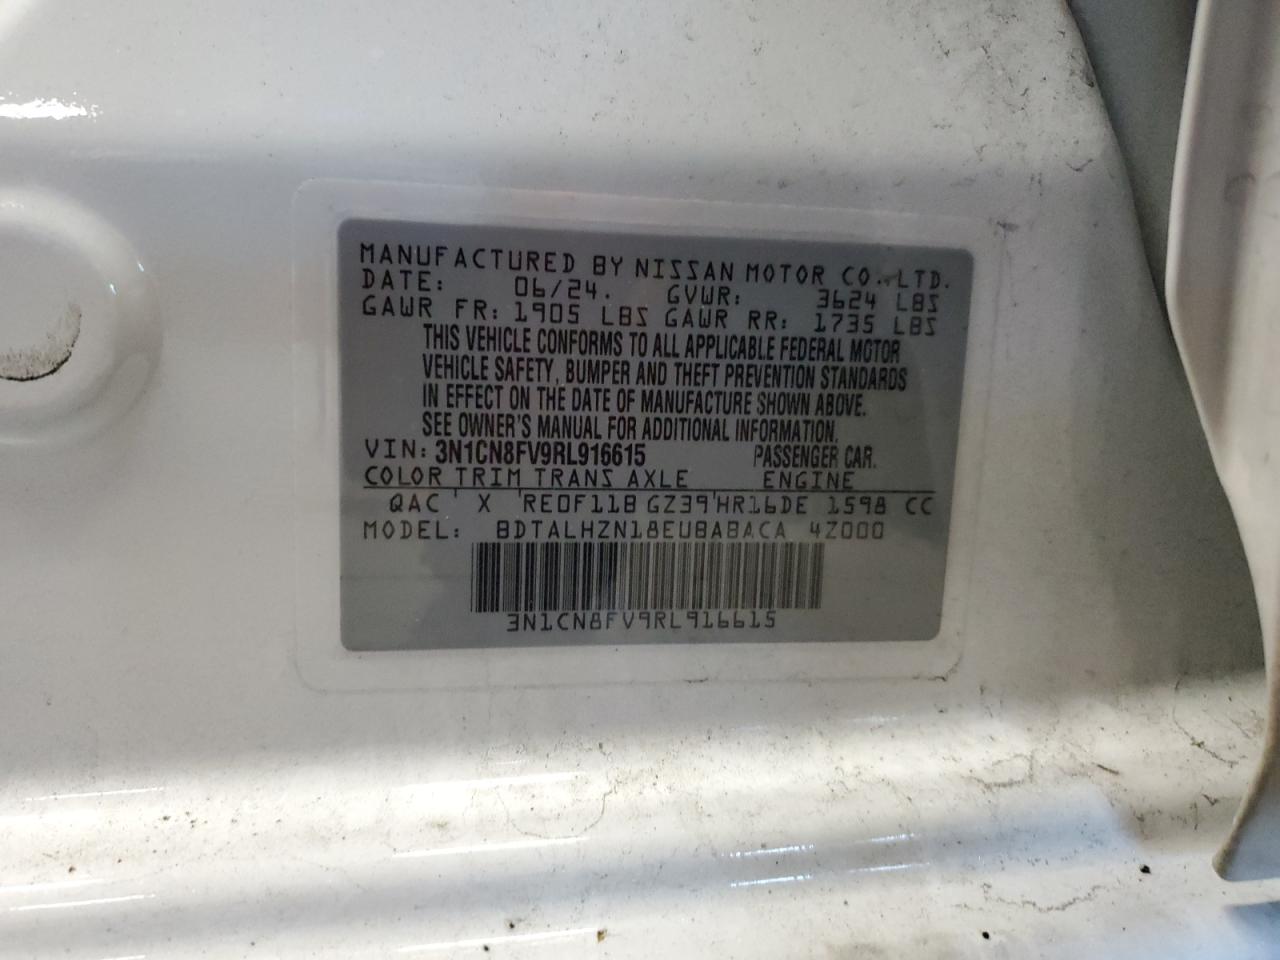 MANUFACTURED BY NISSAN MOTOR CO.,LTD.
DATE: 06/24. GVWR: 3624 LBS
GAWR FR: 1905 LBS GAWR RR: 1735 LBS
THIS VEHICLE CONFORMS TO ALL APPLICABLE FEDERAL MOTOR
VEHICLE SAFETY, BUMPER AND THEFT PREVENTION STANDARDS
IN EFFECT ON THE DATE OF MANUFACTURE SHOWN ABOVE.
SEE OWNER'S MANUAL FOR ADDITIONAL INFORMATION.
VIN: 3N1CN8FV9RL916615 PASSENGER CAR.
COLOR TRIM TRANS AXLE ENGINE
QAC ' X ' RE0F11B GZ39 ' HR16DE 1598 CC
MODEL: BDTALHZN18EUBABACA 4Z000
3N1CN8FV9RL916615